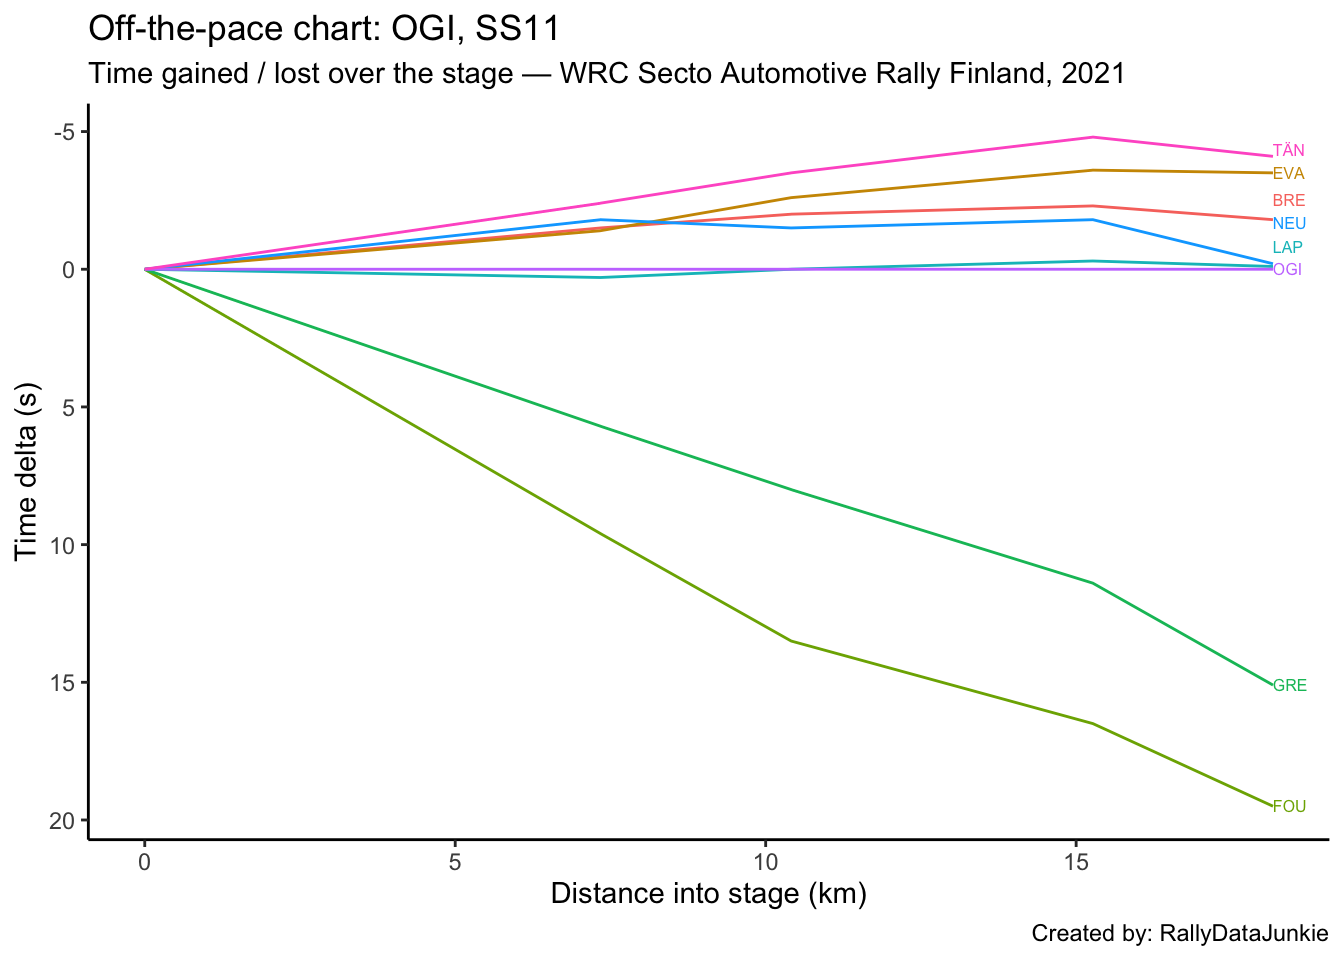 Off-the-pace chart: OGI, SS11
Time gained / lost over the stage — WRC Secto Automotive Rally Finland, 2021
-5
0
5
10
15
20
Time delta (s)
TÄN
EVA
BRE
NEU
LAP
OGI
GRE
FOU
0 5 10 15
Distance into stage (km)
Created by: RallyDataJunkie